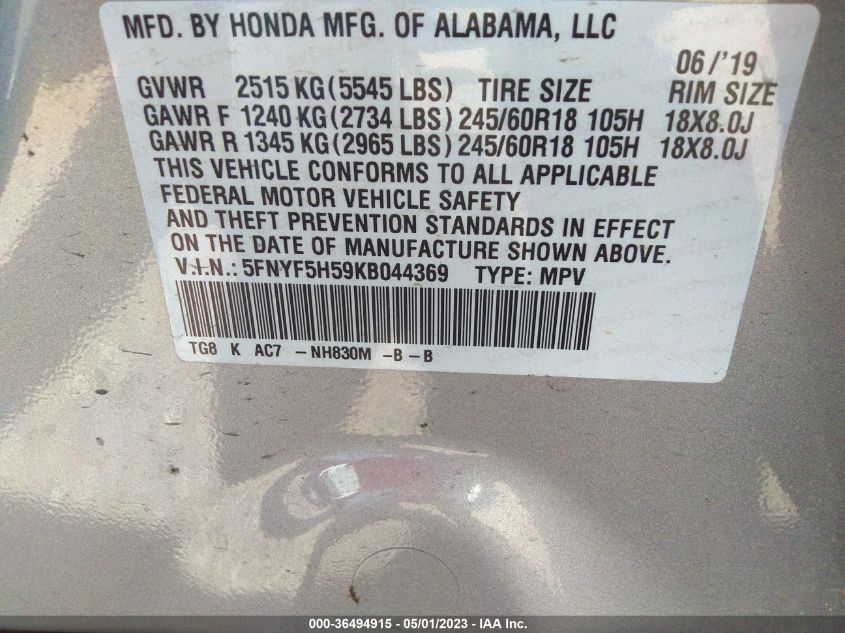 MFD. BY HONDA MFG. OF ALABAMA, LLC
06/'19
GVWR 2515 KG (5545 LBS) TIRE SIZE RIM SIZE
GAWR F 1240 KG (2734 LBS) 245/60R18 105H 18X8.0J
GAWR R 1345 KG (2965 LBS) 245/60R18 105H 18X8.0J
THIS VEHICLE CONFORMS TO ALL APPLICABLE
FEDERAL MOTOR VEHICLE SAFETY
AND THEFT PREVENTION STANDARDS IN EFFECT
ON THE DATE OF MANUFACTURE SHOWN ABOVE.
V.I.N.: 5FNYF5H59KB044369 TYPE: MPV
TG8 K AC7 -NH830M -B-B
000-36494915 - 05/01/2023 - IAA Inc.